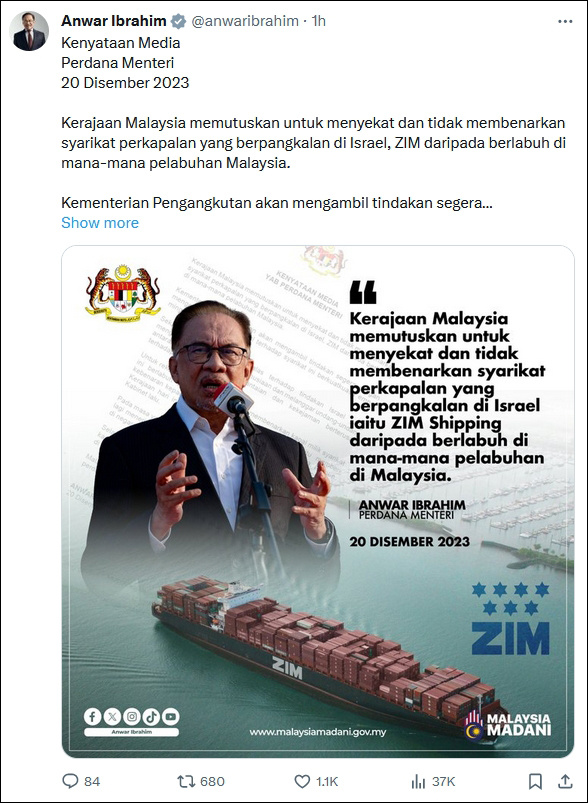 Anwar Ibrahim @anwaribrahim · 1h
Kenyataan Media
Perdana Menteri
20 Disember 2023
Kerajaan Malaysia memutuskan untuk menyekat dan tidak membenarkan
syarikat perkapalan yang berpangkalan di Israel, ZIM daripada berlabuh di
mana-mana pelabuhan Malaysia.
Kementerian Pengangkutan akan mengambil tindakan segera...
Show more
KENYATAAN MEDIA
YAB PERDANA MENTERI
“
Kerajaan Malaysia
memutuskan untuk
menyekat dan tidak
membenarkan syarikat
perkapalan yang
berpangkalan di Israel
iaitu ZIM Shipping
daripada berlabuh di
mana-mana pelabuhan
di Malaysia.
ANWAR IBRAHIM
PERDANA MENTERI
20 DISEMBER 2023
ZIM
ZIM
Anwar Ibrahim
www.malaysiamadani.gov.my
MALAYSIA
MADANI
84 680 1.1K 37K